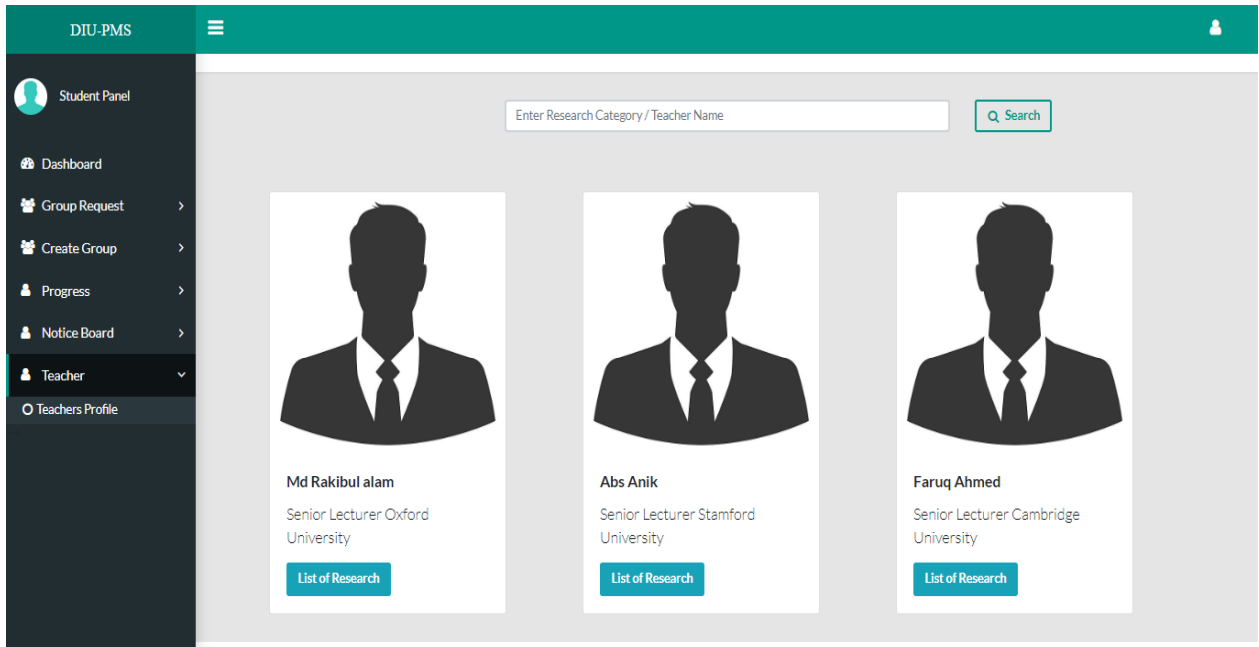 DIU-PMS
Student Panel
Dashboard
Group Request
Create Group
Progress
Notice Board
Teacher
Teachers Profile
Enter Research Category / Teacher Name
Search
Md Rakibul alam
Senior Lecturer Oxford
University
List of Research
Abs Anik
Senior Lecturer Stamford
University
List of Research
Faruq Ahmed
Senior Lecturer Cambridge
University
List of Research